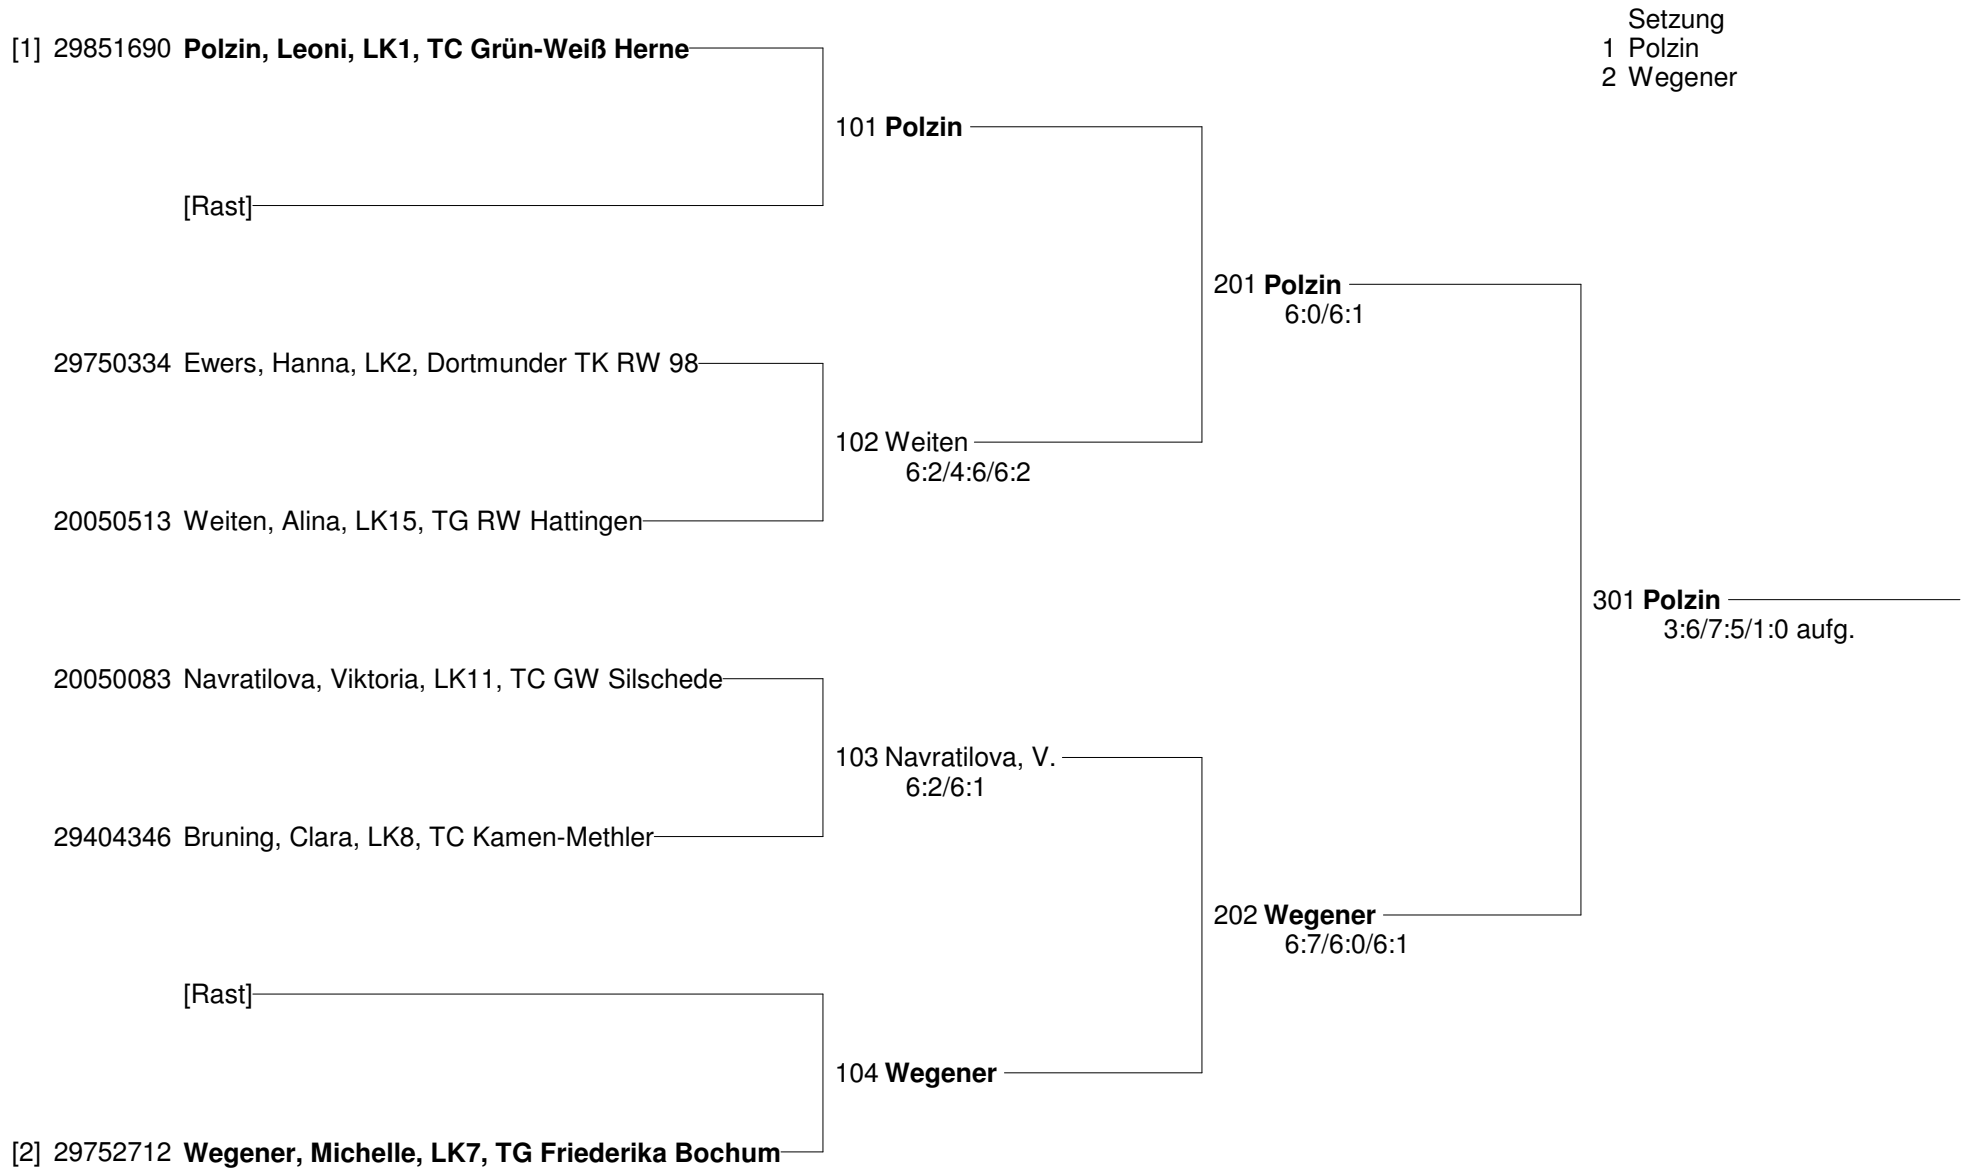 Setzung
1 Polzin
2 Wegener
[1] 29851690 Polzin, Leoni, LK1, TC Grün-Weiß Herne
101 Polzin
[Rast]
201 Polzin
6:0/6:1
29750334 Ewers, Hanna, LK2, Dortmunder TK RW 98
102 Weiten
6:2/4:6/6:2
20050513 Weiten, Alina, LK15, TG RW Hattingen
301 Polzin
3:6/7:5/1:0 aufg.
20050083 Navratilova, Viktoria, LK11, TC GW Silschede
103 Navratilova, V.
6:2/6:1
29404346 Bruning, Clara, LK8, TC Kamen-Methler
202 Wegener
6:7/6:0/6:1
[Rast]
104 Wegener
[2] 29752712 Wegener, Michelle, LK7, TG Friederika Bochum